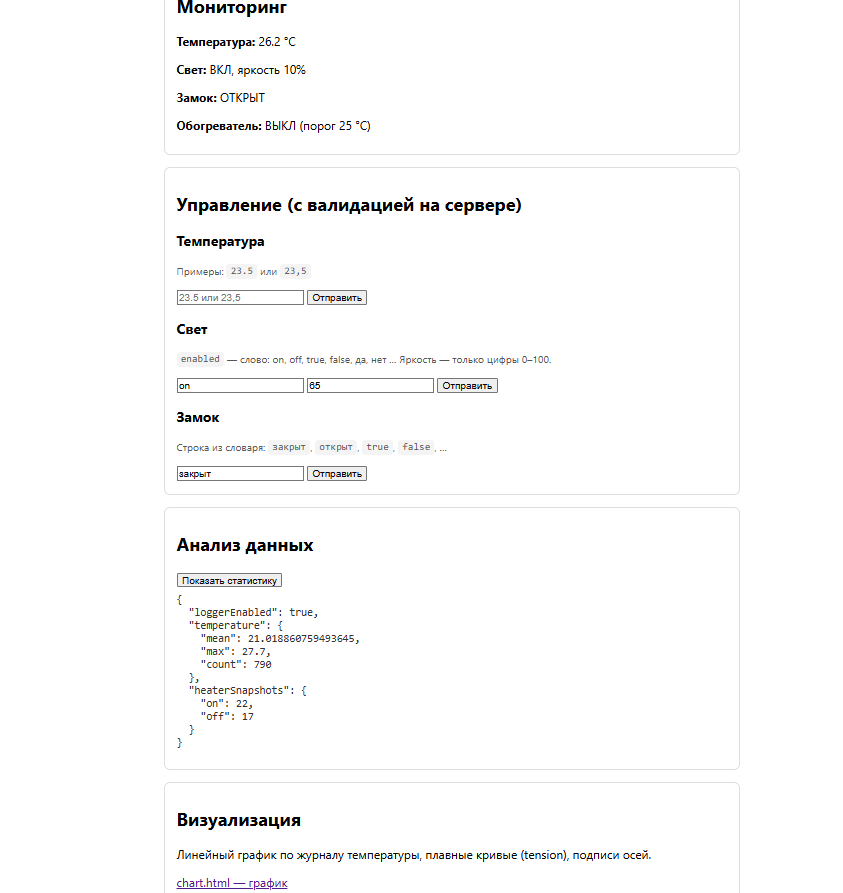 Мониторинг
Температура: 26.2 °C
Свет: ВКЛ, яркость 10%
Замок: ОТКРЫТ
Обогреватель: ВЫКЛ (порог 25 °C)
Управление (с валидацией на сервере)
Температура
Примеры: 23.5 или 23,5
23.5 или 23,5 Отправить
Свет
enabled — слово: on, off, true, false, да, нет ... Яркость — только цифры 0–100.
on 65 Отправить
Замок
Строка из словаря: закрыт, открыт, true, false, ...
закрыт Отправить
Анализ данных
Показать статистику
{
  "loggerEnabled": true,
  "temperature": {
    "mean": 21.018860759493645,
    "max": 27.7,
    "count": 790
  },
  "heaterSnapshots": {
    "on": 22,
    "off": 17
  }
}
Визуализация
Линейный график по журналу температуры, плавные кривые (tension), подписи осей.
chart.html — график